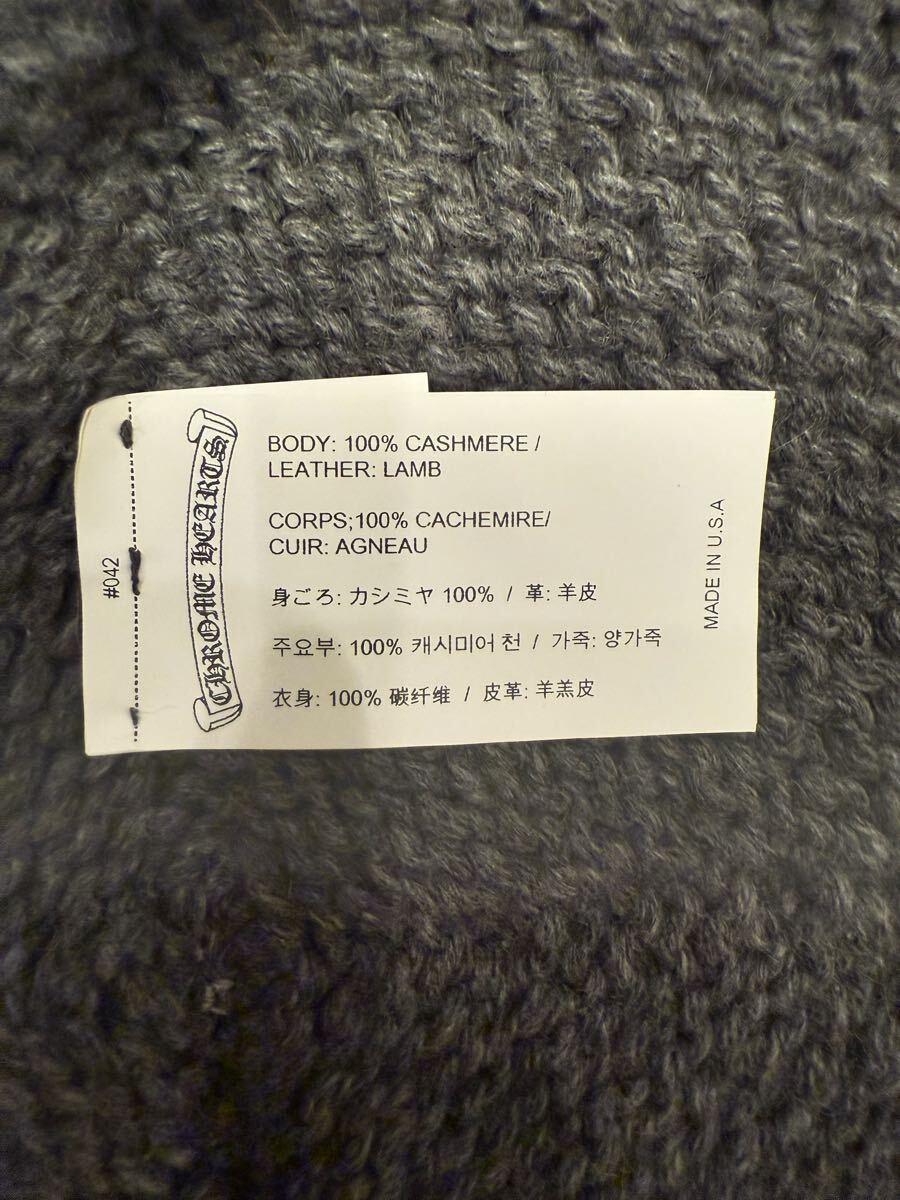 #042
CHROME HEARTS
BODY: 100% CASHMERE /
LEATHER: LAMB
CORPS;100% CACHEMIRE/
CUIR: AGNEAU
身ごろ: カシミヤ 100% / 革: 羊皮
주요부: 100% 캐시미어 천 / 가죽: 양가죽
衣身: 100% 碳纤维 / 皮革: 羊羔皮
MADE IN U.S.A